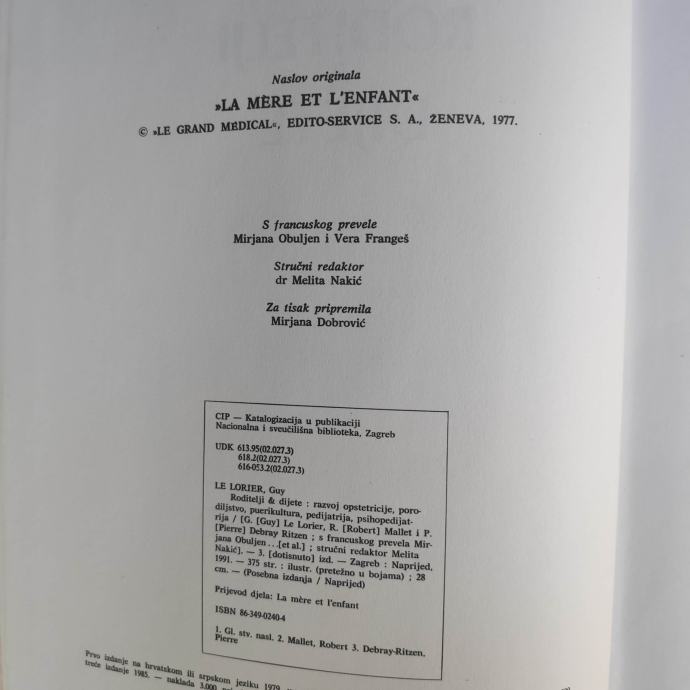 Naslov originala
»LA MÈRE ET L'ENFANT«
© »LE GRAND MÉDICAL«, EDITO-SERVICE S. A., ŽENEVA, 1977.
S francuskog prevele
Mirjana Obuljen i Vera Frangeš
Stručni redaktor
dr Melita Nakić
Za tisak pripremila
Mirjana Dobrović
CIP — Katalogizacija u publikaciji
Nacionalna i sveučilišna biblioteka, Zagreb
UDK 613.95(02.027.3)
618.2(02.027.3)
616-053.2(02.027.3)
LE LORIER, Guy
Roditelji & dijete : razvoj opstetricije, poro-
diljstvo, puerikultura, pedijatrija, psihopedijat-
rija / [G. [Guy] Le Lorier, R. [Robert] Mallet i P.
[Pierre] Debray Ritzen ; s francuskog prevela Mir-
jana Obuljen . . . [et al.] ; stručni redaktor Melita
Nakić]. — 3. [dotisnuto] izd. — Zagreb : Naprijed,
1991. — 375 str. : ilustr. (pretežno u bojama) ; 28
cm. — (Posebna izdanja / Naprijed)
Prijevod djela: La mère et l'enfant
ISBN 86-349-0240-4
1. Gl. stv. nasl. 2. Mallet, Robert 3. Debray-Ritzen,
Pierre
Prvo izdanje na hrvatskom ili srpskom jeziku 1979.
treće izdanje 1985. — naklada 3.000